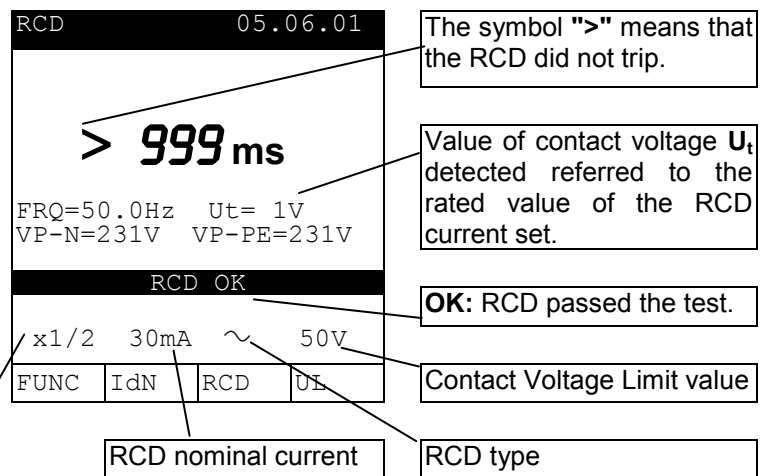 RCD 05.06.01
> 999 ms
FRQ=50.0Hz Ut= 1V
VP-N=231V VP-PE=231V
RCD OK
x1/2 30mA ~ 50V
FUNC IdN RCD UL
The symbol ">" means that
the RCD did not trip.
Value of contact voltage Ut
detected referred to the
rated value of the RCD
current set.
OK: RCD passed the test.
Contact Voltage Limit value
RCD nominal current
RCD type